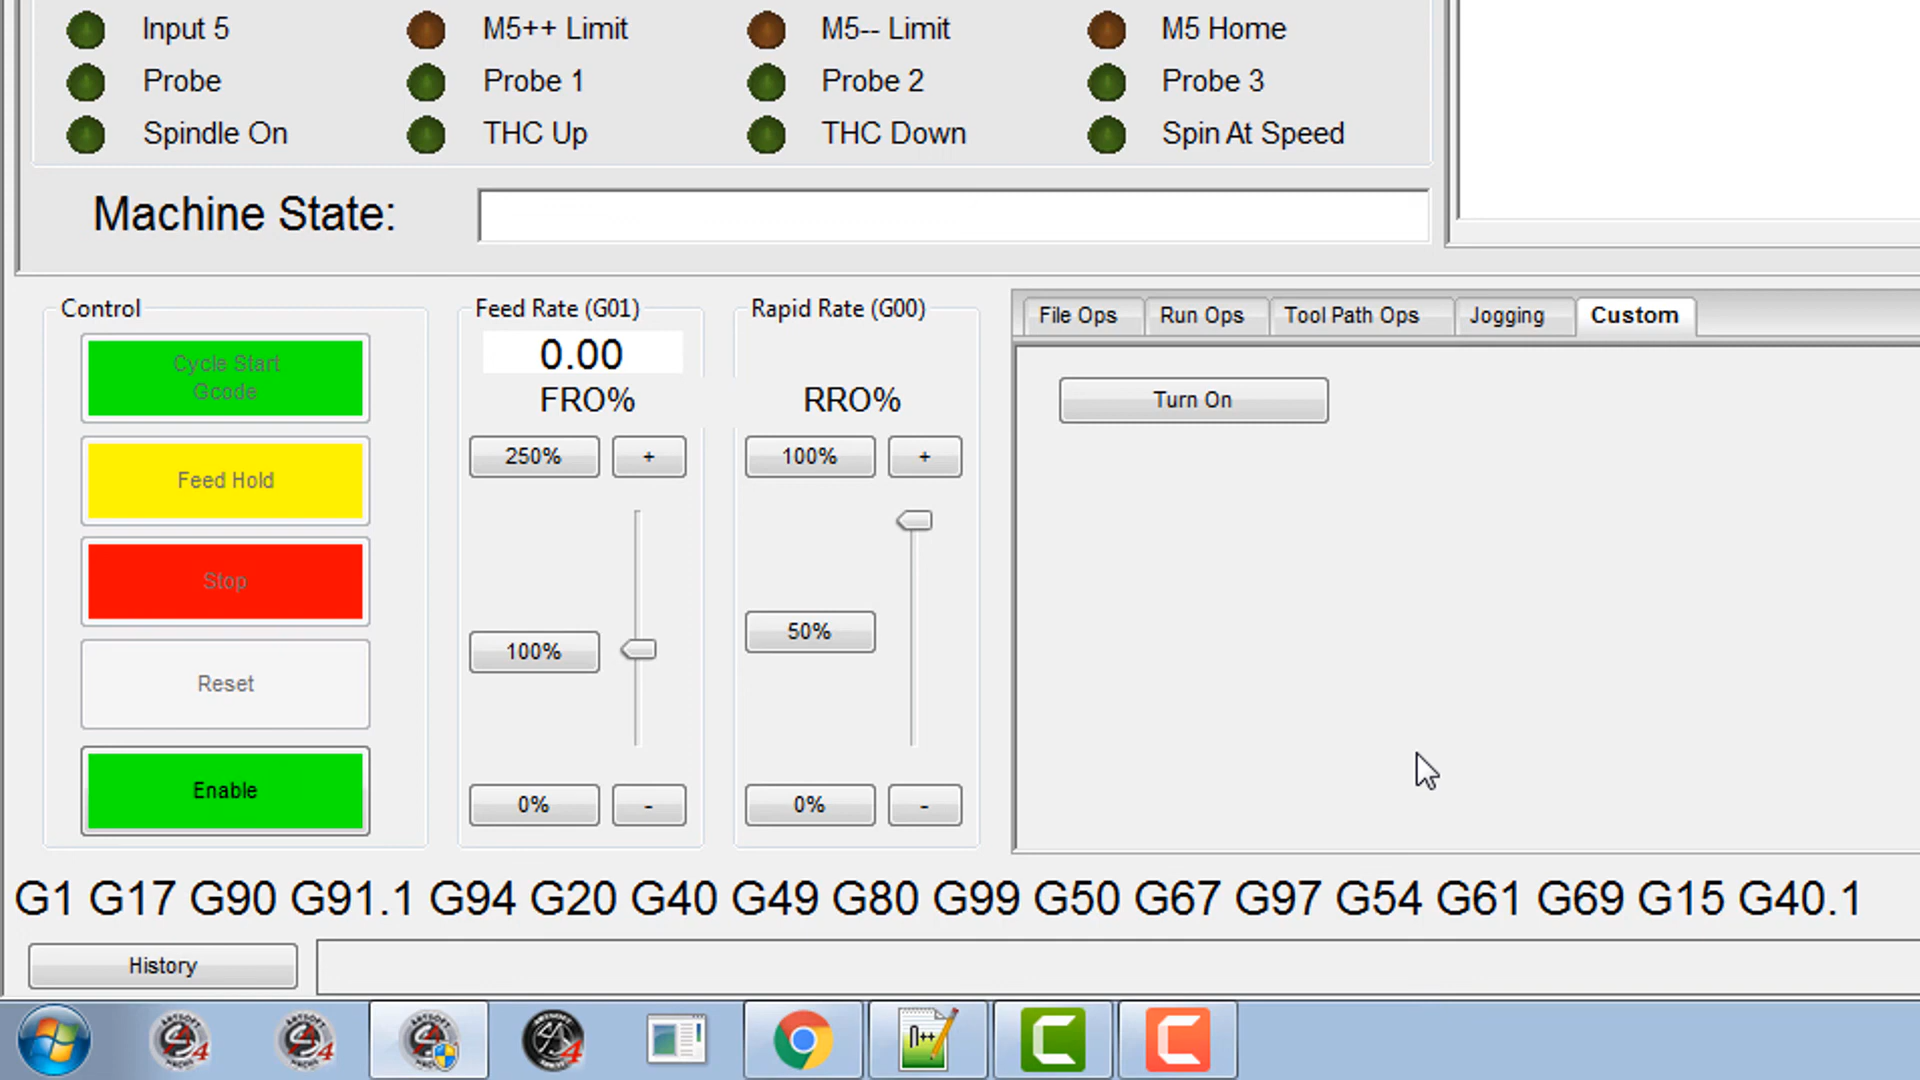 Input 5 M5++ Limit M5-- Limit M5 Home
Probe Probe 1 Probe 2 Probe 3
Spindle On THC Up THC Down Spin At Speed
Machine State:
Control
Cycle Start
Gcode
Feed Hold
Stop
Reset
Enable
Feed Rate (G01)
0.00
FRO%
250% +
100%
0% -
Rapid Rate (G00)
RRO%
100% +
50%
0% -
File Ops Run Ops Tool Path Ops Jogging Custom
Turn On
G1 G17 G90 G91.1 G94 G20 G40 G49 G80 G99 G50 G67 G97 G54 G61 G69 G15 G40.1
History